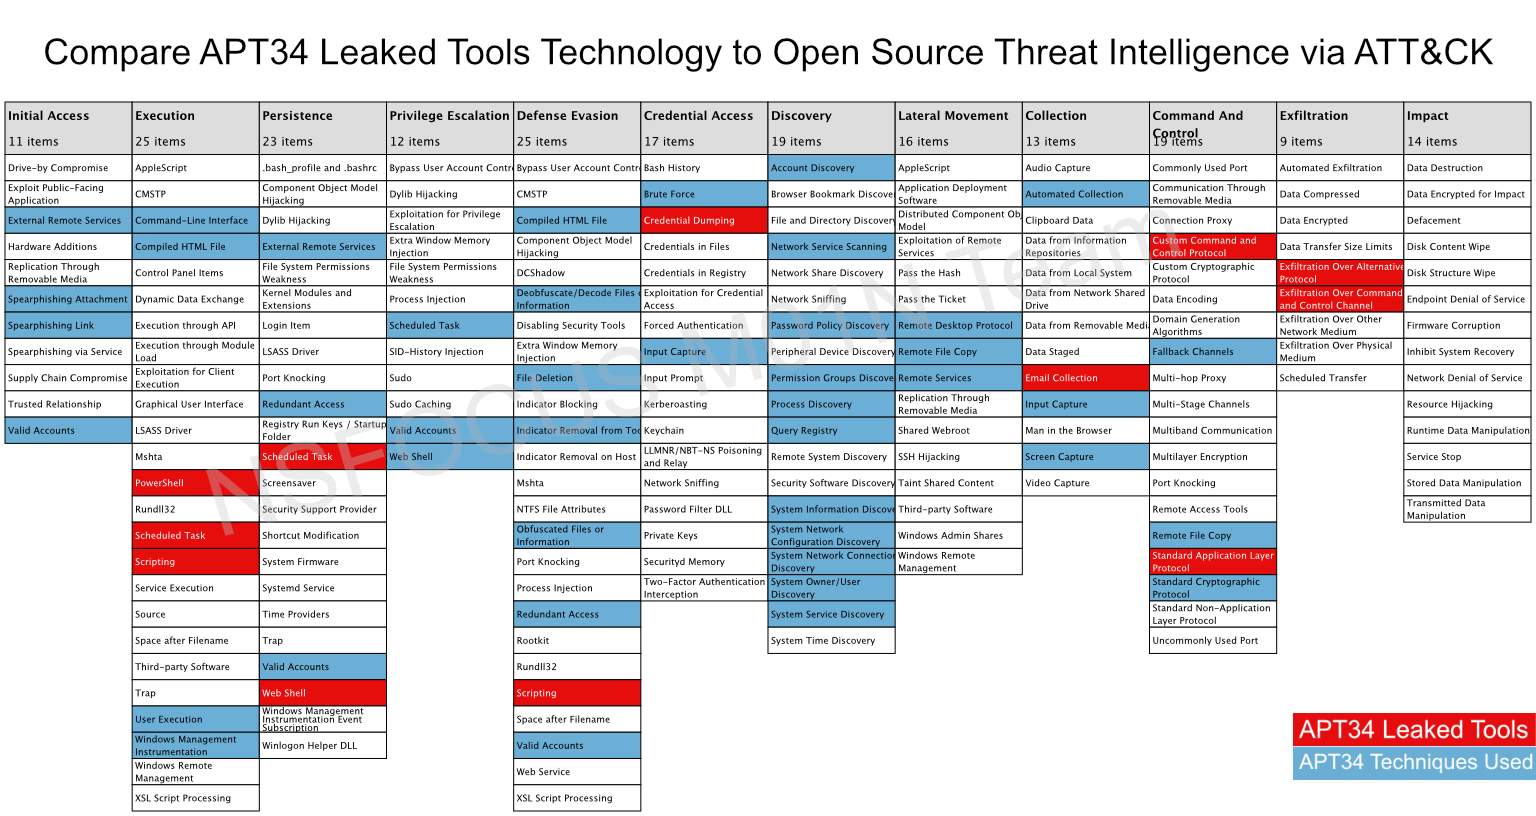 Compare APT34 Leaked Tools Technology to Open Source Threat Intelligence via ATT&CK
Initial Access
11 items
Drive-by Compromise
Exploit Public-Facing
Application
External Remote Services
Hardware Additions
Replication Through
Removable Media
Spearphishing Attachment
Spearphishing Link
Spearphishing via Service
Supply Chain Compromise
Trusted Relationship
Valid Accounts
Execution
25 items
AppleScript
CMSTP
Command-Line Interface
Compiled HTML File
Control Panel Items
Dynamic Data Exchange
Execution through API
Execution through Module
Load
Exploitation for Client
Execution
Graphical User Interface
LSASS Driver
Mshta
PowerShell
Rundll32
Scheduled Task
Scripting
Service Execution
Source
Space after Filename
Third-party Software
Trap
User Execution
Windows Management
Instrumentation
Windows Remote
Management
XSL Script Processing
Persistence
23 items
.bash_profile and .bashrc
Component Object Model
Hijacking
Dylib Hijacking
External Remote Services
File System Permissions
Weakness
Kernel Modules and
Extensions
Login Item
LSASS Driver
Port Knocking
Redundant Access
Registry Run Keys / Startup
Folder
Scheduled Task
Screensaver
Security Support Provider
Shortcut Modification
System Firmware
Systemd Service
Time Providers
Trap
Valid Accounts
Web Shell
Windows Management
Instrumentation Event
Subscription
Winlogon Helper DLL
Privilege Escalation
12 items
Bypass User Account Contr
Dylib Hijacking
Exploitation for Privilege
Escalation
Extra Window Memory
Injection
File System Permissions
Weakness
Process Injection
Scheduled Task
SID-History Injection
Sudo
Sudo Caching
Valid Accounts
Web Shell
Defense Evasion
25 items
Bypass User Account Contr
CMSTP
Compiled HTML File
Component Object Model
Hijacking
DCShadow
Deobfuscate/Decode Files
Information
Disabling Security Tools
Extra Window Memory
Injection
File Deletion
Indicator Blocking
Indicator Removal from Too
Indicator Removal on Host
Mshta
NTFS File Attributes
Obfuscated Files or
Information
Port Knocking
Process Injection
Redundant Access
Rootkit
Rundll32
Scripting
Space after Filename
Valid Accounts
Web Service
XSL Script Processing
Credential Access
17 items
Bash History
Brute Force
Credential Dumping
Credentials in Files
Credentials in Registry
Exploitation for Credential
Access
Forced Authentication
Input Capture
Input Prompt
Kerberoasting
Keychain
LLMNR/NBT-NS Poisoning
and Relay
Network Sniffing
Password Filter DLL
Private Keys
Securityd Memory
Two-Factor Authentication
Interception
Discovery
19 items
Account Discovery
Browser Bookmark Discove
File and Directory Discovery
Network Service Scanning
Network Share Discovery
Network Sniffing
Password Policy Discovery
Peripheral Device Discovery
Permission Groups Discove
Process Discovery
Query Registry
Remote System Discovery
Security Software Discovery
System Information Discove
System Network
Configuration Discovery
System Network Connection
Discovery
System Owner/User
Discovery
System Service Discovery
System Time Discovery
Lateral Movement
16 items
AppleScript
Application Deployment
Software
Distributed Component Ob
Model
Exploitation of Remote
Services
Pass the Hash
Pass the Ticket
Remote Desktop Protocol
Remote File Copy
Remote Services
Replication Through
Removable Media
Shared Webroot
SSH Hijacking
Taint Shared Content
Third-party Software
Windows Admin Shares
Windows Remote
Management
Collection
13 items
Audio Capture
Automated Collection
Clipboard Data
Data from Information
Repositories
Data from Local System
Data from Network Shared
Drive
Data from Removable Medi
Data Staged
Email Collection
Input Capture
Man in the Browser
Screen Capture
Video Capture
Command And
Control
19 items
Commonly Used Port
Communication Through
Removable Media
Connection Proxy
Custom Command and
Control Protocol
Custom Cryptographic
Protocol
Data Encoding
Domain Generation
Algorithms
Fallback Channels
Multi-hop Proxy
Multi-Stage Channels
Multiband Communication
Multilayer Encryption
Port Knocking
Remote Access Tools
Remote File Copy
Standard Application Layer
Protocol
Standard Cryptographic
Protocol
Standard Non-Application
Layer Protocol
Uncommonly Used Port
Exfiltration
9 items
Automated Exfiltration
Data Compressed
Data Encrypted
Data Transfer Size Limits
Exfiltration Over Alternative
Protocol
Exfiltration Over Command
and Control Channel
Exfiltration Over Other
Network Medium
Exfiltration Over Physical
Medium
Scheduled Transfer
Impact
14 items
Data Destruction
Data Encrypted for Impact
Defacement
Disk Content Wipe
Disk Structure Wipe
Endpoint Denial of Service
Firmware Corruption
Inhibit System Recovery
Network Denial of Service
Resource Hijacking
Runtime Data Manipulation
Service Stop
Stored Data Manipulation
Transmitted Data
Manipulation
NSFOCUS M01N Team
APT34 Leaked Tools
APT34 Techniques Used